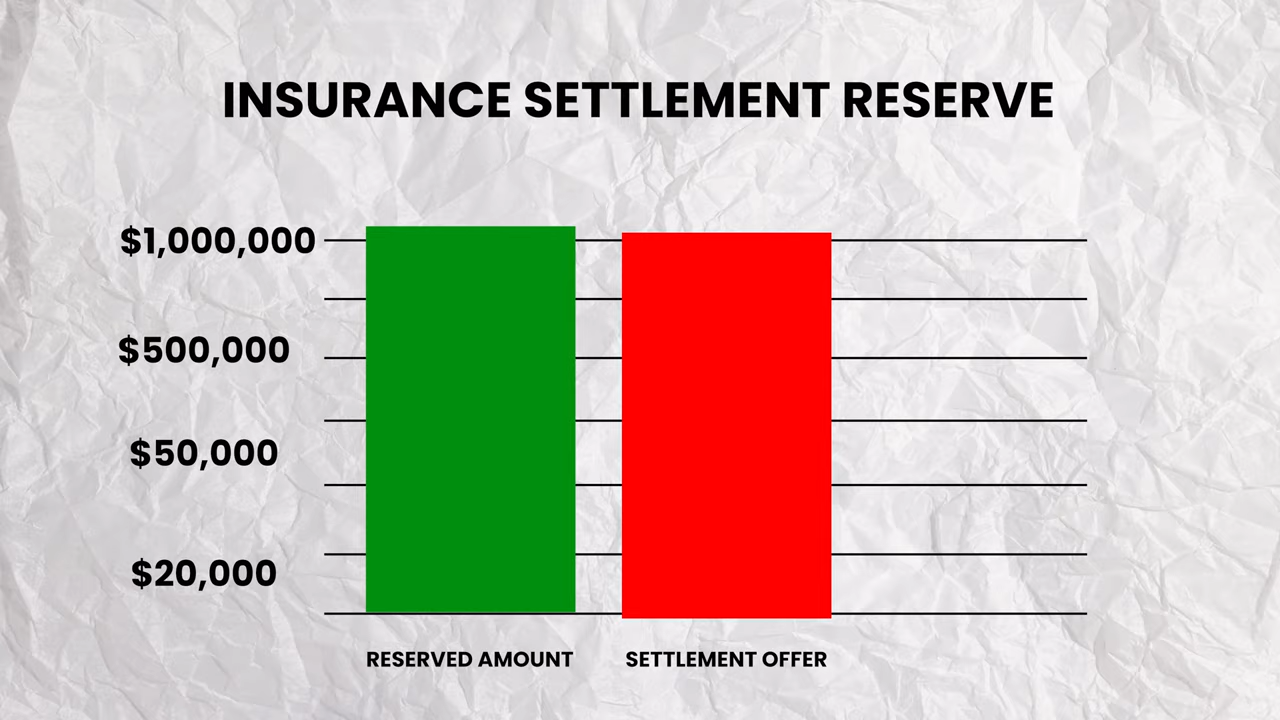 INSURANCE SETTLEMENT RESERVE
$1,000,000
$500,000
$50,000
$20,000
RESERVED AMOUNT
SETTLEMENT OFFER